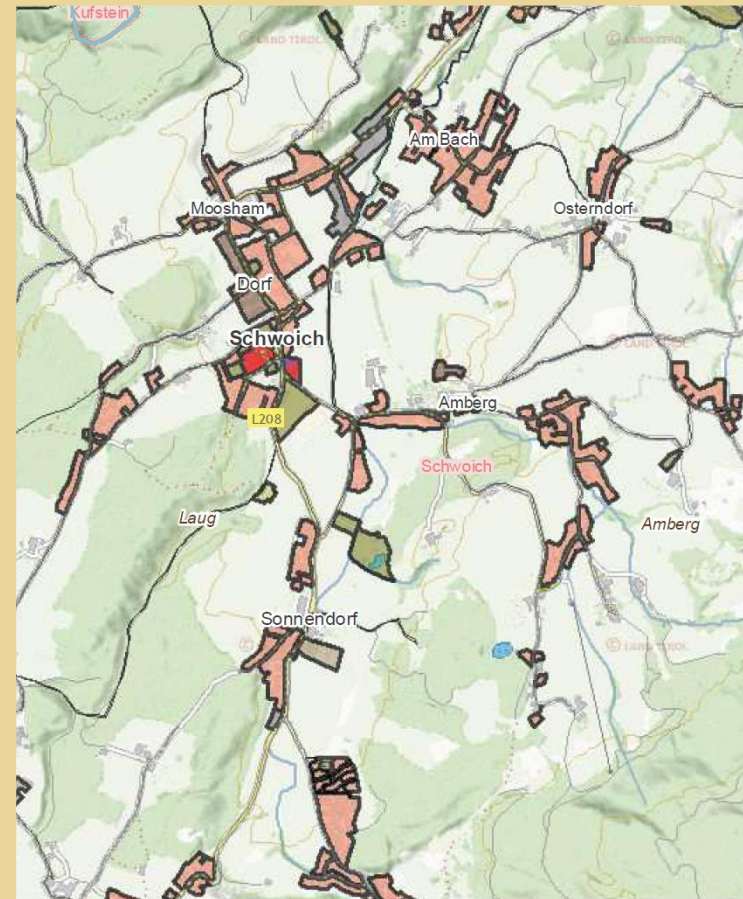 Kufstein
© LAND TIROL
© LAND TIROL
Am Bach
Moosham
Osterndorf
Dorf
Schwoich
© LAND TIROL
Amberg
L208
Schwoich
Laug
Amberg
Sonnendorf
© LAND TIROL